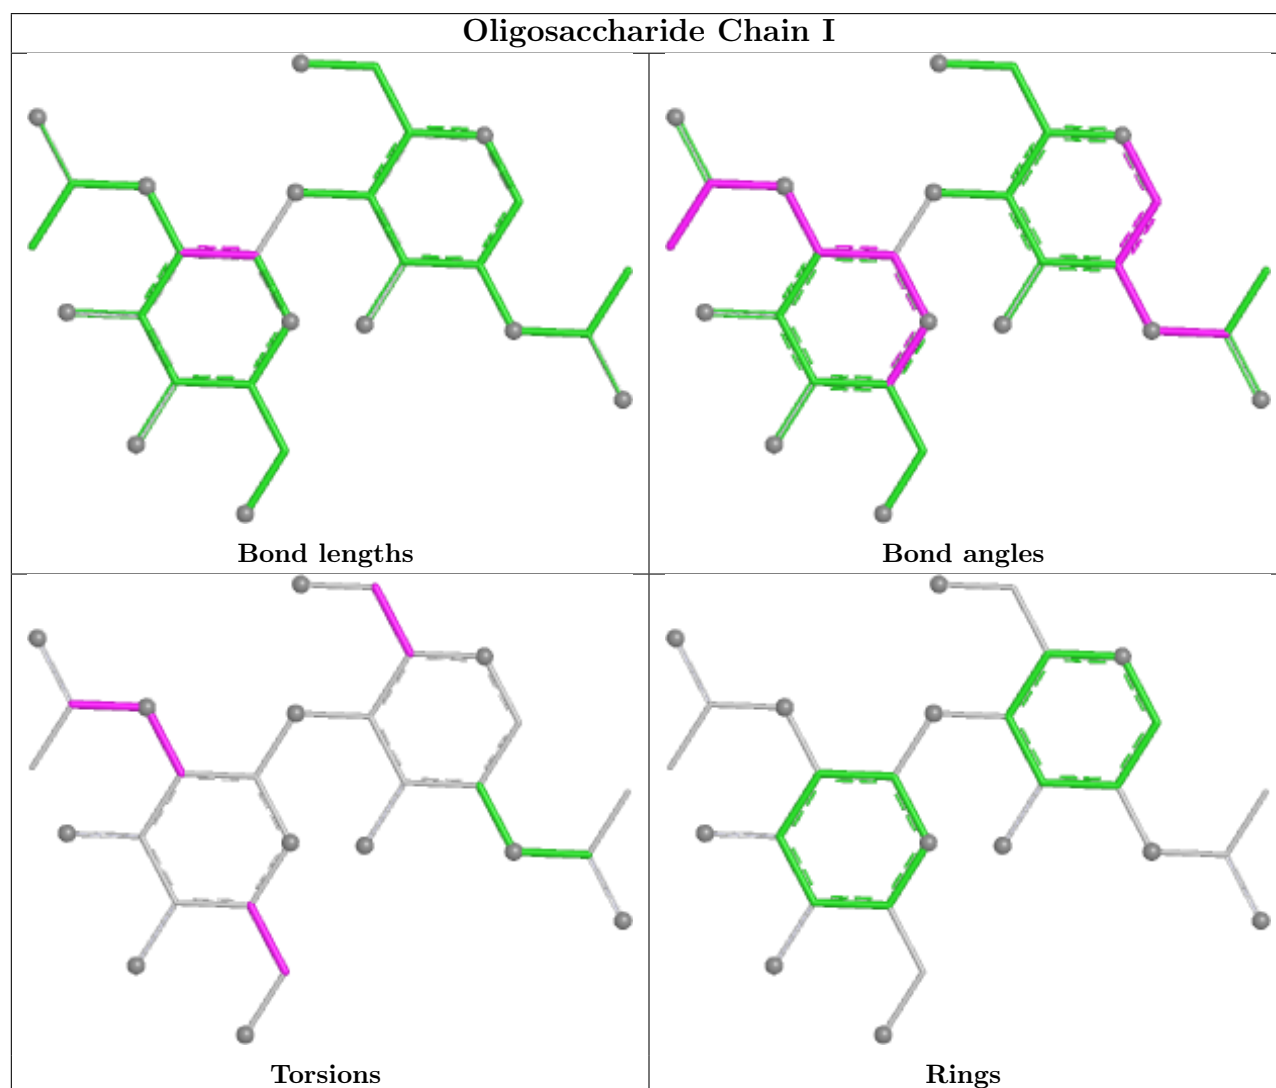 Oligosaccharide Chain I
Bond lengths
Bond angles
Torsions
Rings